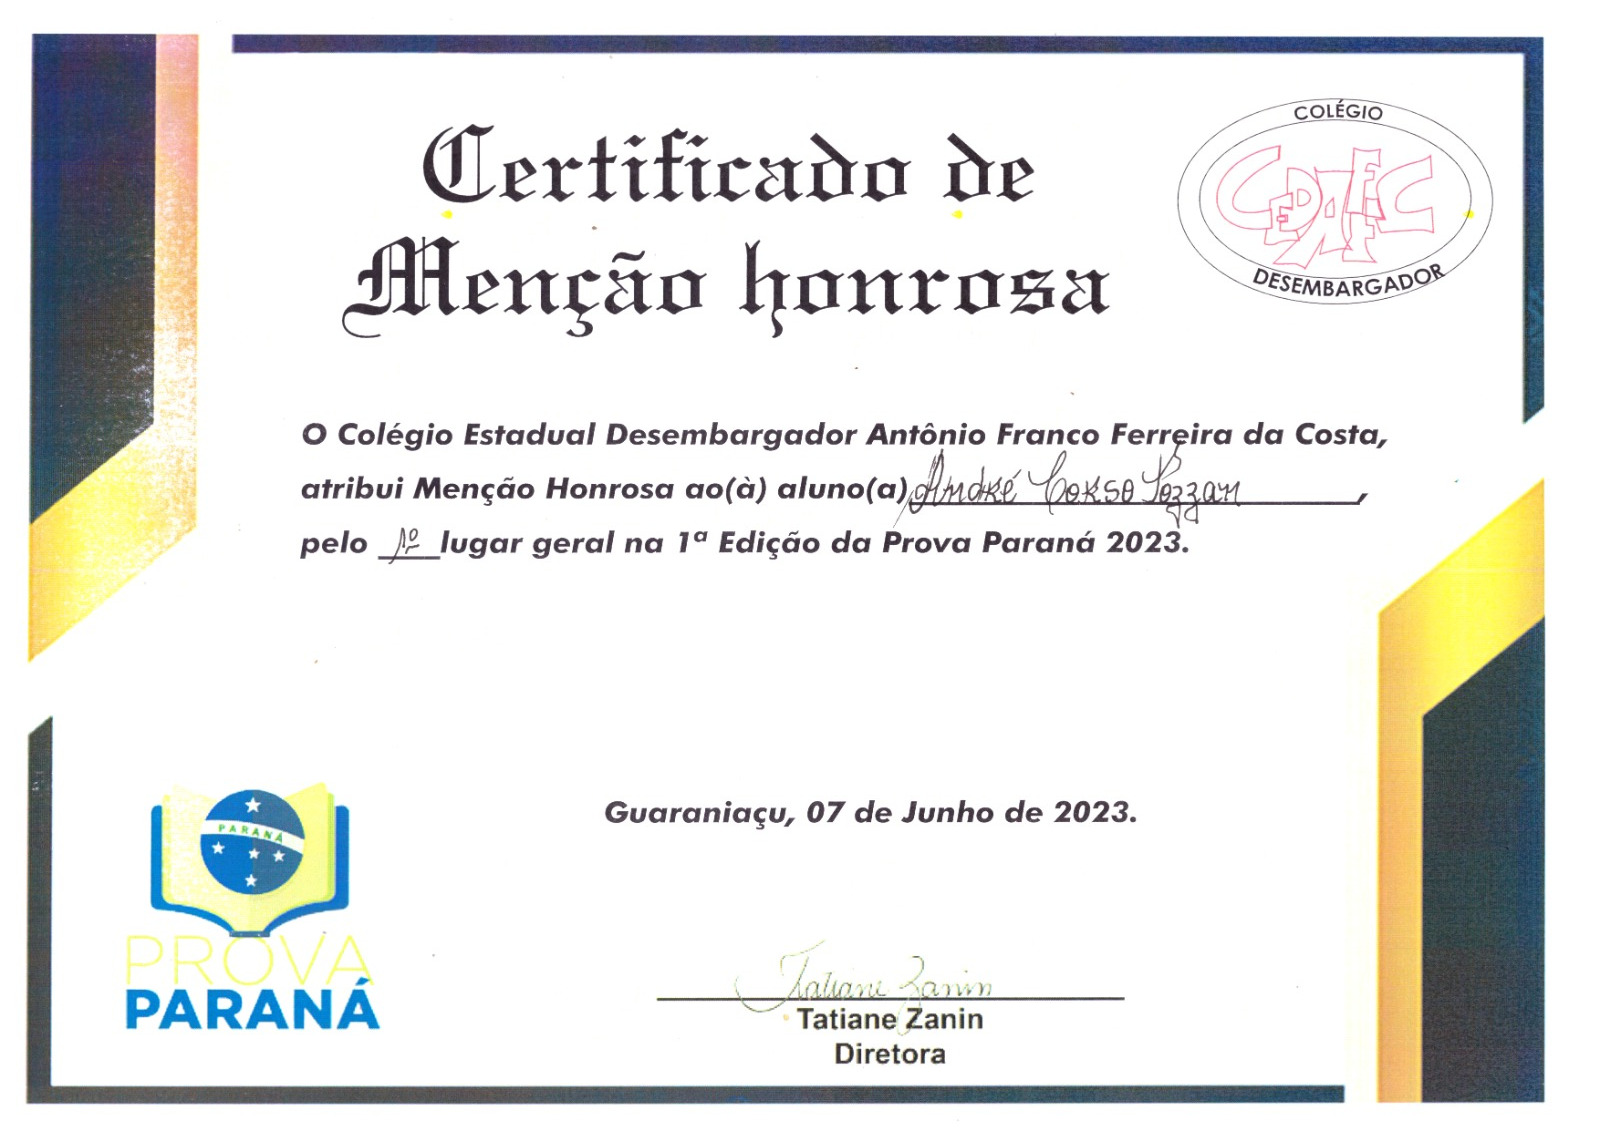 Certificado de
Menção honrosa
COLÉGIO
CEDAFFC
DESEMBARGADOR
O Colégio Estadual Desembargador Antônio Franco Ferreira da Costa,
atribui Menção Honrosa ao(à) aluno(a) André Corso Pozzan,
pelo 1º lugar geral na 1ª Edição da Prova Paraná 2023.
Guaraniaçu, 07 de Junho de 2023.
PARANÁ
PROVA
PARANÁ
Tatiane Zanin
Tatiane Zanin
Diretora